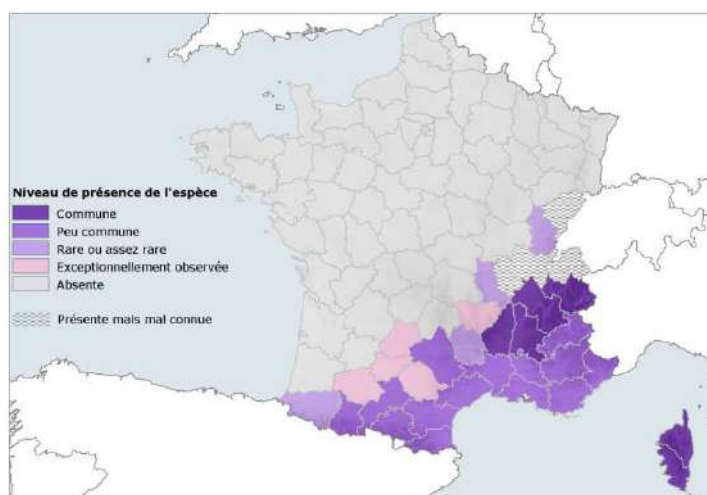 Niveau de présence de l'espèce
Commune
Peu commune
Rare ou assez rare
Exceptionnellement observée
Absente
Présente mais mal connue